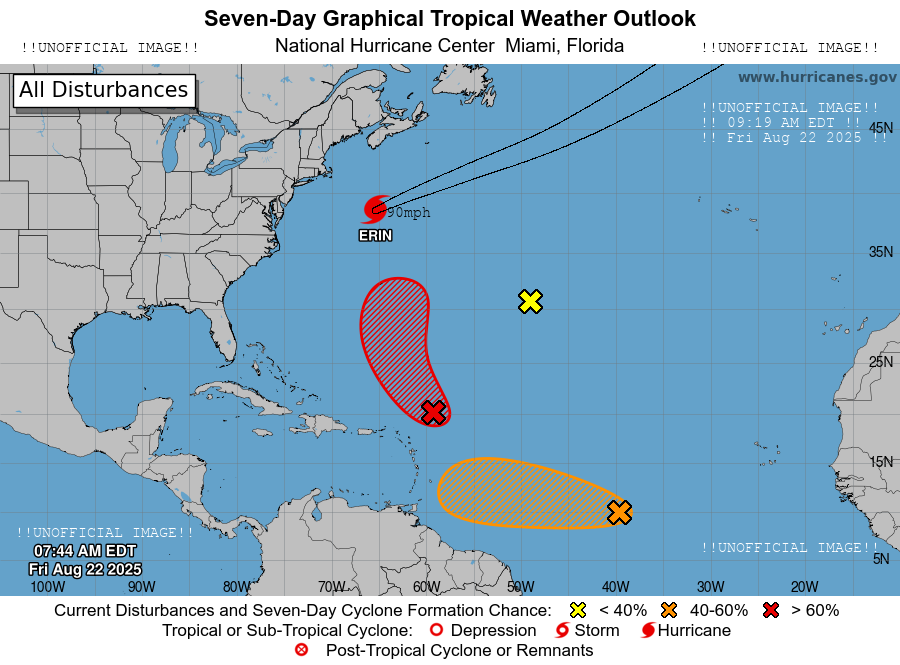 Seven-Day Graphical Tropical Weather Outlook
!!UNOFFICIAL IMAGE!!
National Hurricane Center  Miami, Florida
!!UNOFFICIAL IMAGE!!
All Disturbances
www.hurricanes.gov
!!UNOFFICIAL IMAGE!!
!! 09:19 AM EDT !!
!! Fri Aug 22 2025 !!
45N
90mph
ERIN
35N
25N
15N
!!UNOFFICIAL IMAGE!!
!!UNOFFICIAL IMAGE!!
07:44 AM EDT
Fri Aug 22 2025
5N
100W 90W 80W 70W 60W 50W 40W 30W 20W
Current Disturbances and Seven-Day Cyclone Formation Chance: < 40% 40-60% > 60%
Tropical or Sub-Tropical Cyclone: Depression Storm Hurricane
Post-Tropical Cyclone or Remnants